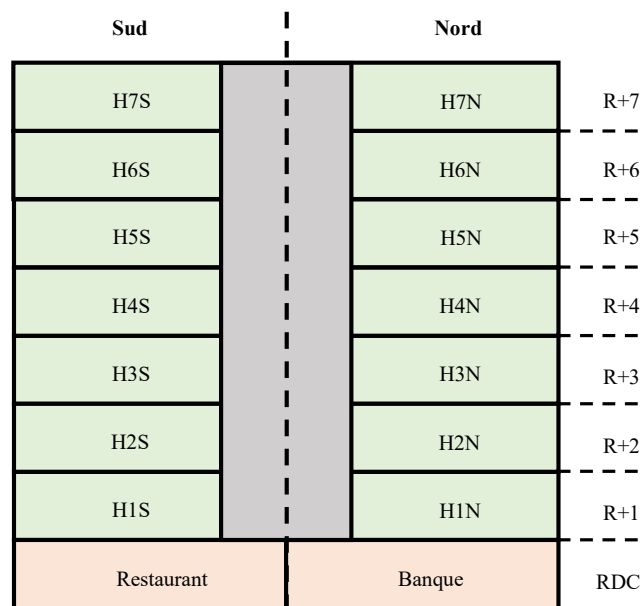 Sud Nord
H7S H7N R+7
H6S H6N R+6
H5S H5N R+5
H4S H4N R+4
H3S H3N R+3
H2S H2N R+2
H1S H1N R+1
Restaurant Banque RDC